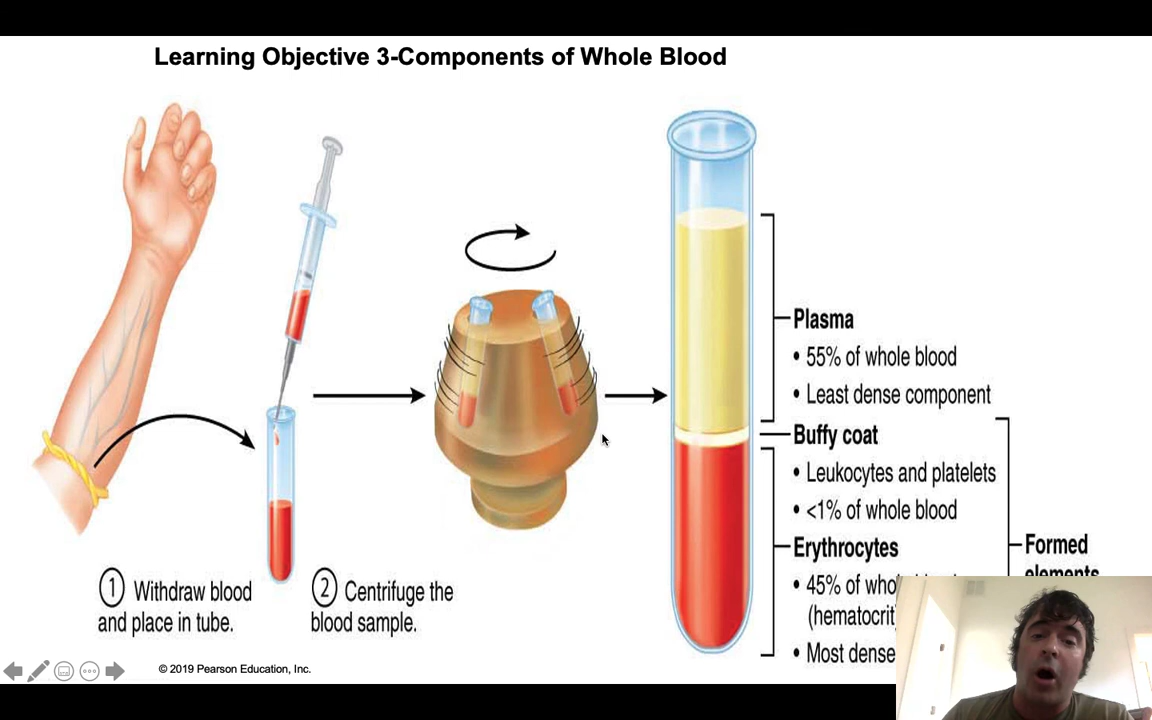 Learning Objective 3-Components of Whole Blood
Plasma
• 55% of whole blood
• Least dense component
Buffy coat
• Leukocytes and platelets
• <1% of whole blood
Erythrocytes
• 45% of
(hematocrit
• Most dense
Formed
elements
1 Withdraw blood
and place in tube.
2 Centrifuge the
blood sample.
© 2019 Pearson Education, Inc.